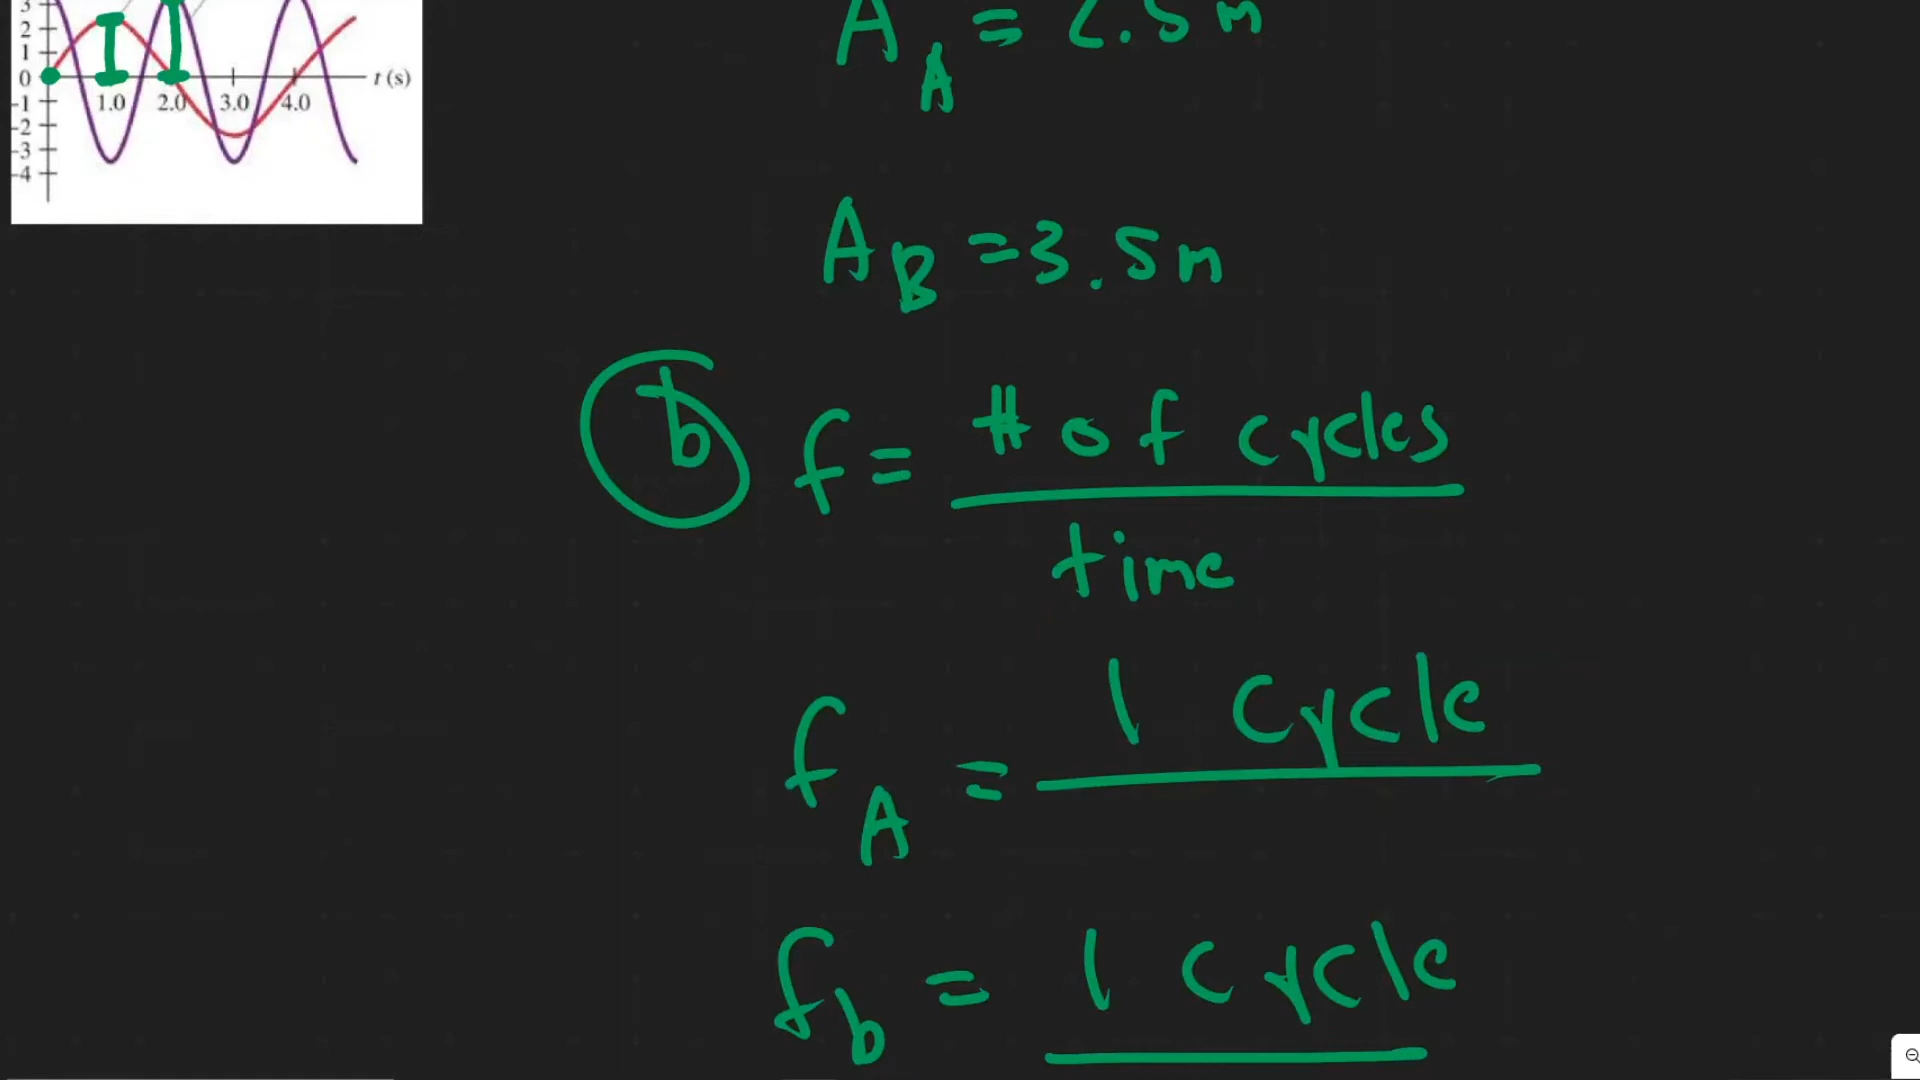 3
2
1
0
-1
-2
-3
-4
1.0 2.0 3.0 4.0
t (s)
A_A = 2.5 m
A_B = 3.5 m
b f = # of cycles
time
f_A = 1 cycle
f_b = 1 cycle